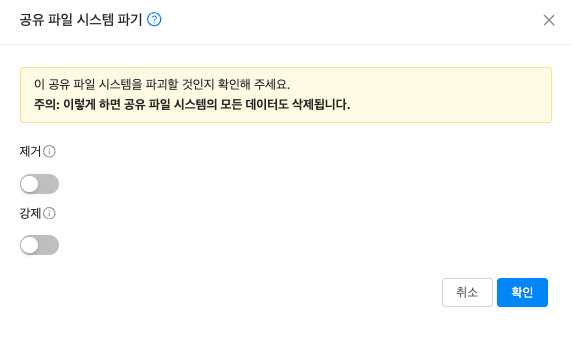 공유 파일 시스템 파기
이 공유 파일 시스템을 파괴할 것인지 확인해 주세요.
주의: 이렇게 하면 공유 파일 시스템의 모든 데이터도 삭제됩니다.
제거
강제
취소
확인